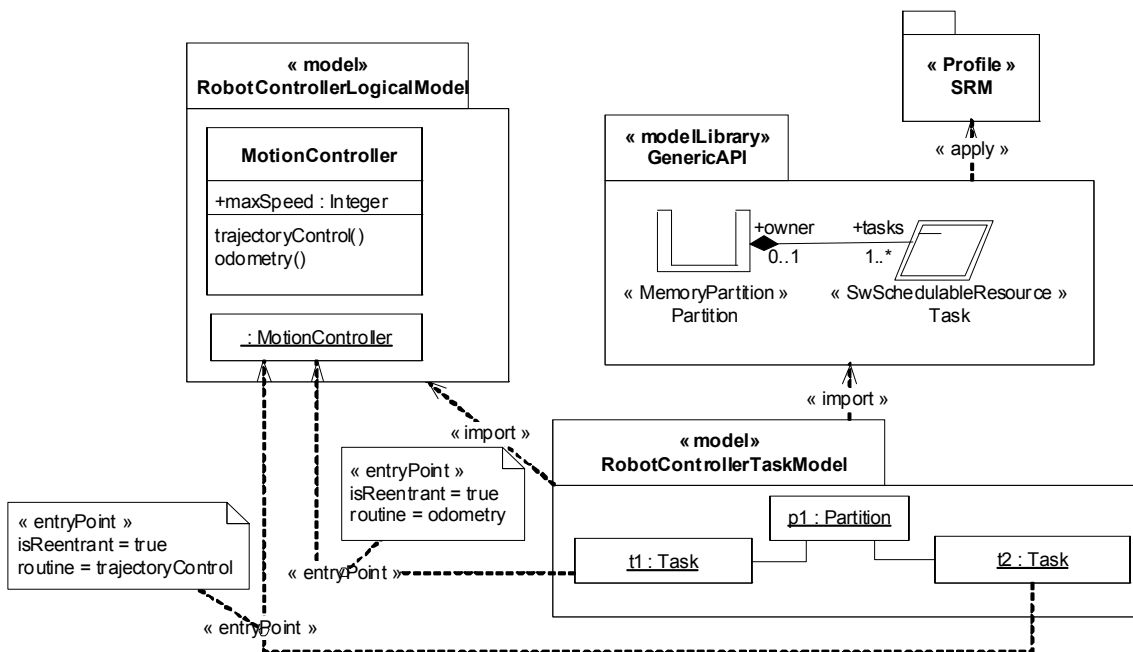 « model»
RobotControllerLogicalModel
MotionController
+maxSpeed : Integer
trajectoryControl()
odometry()
: MotionController
« Profile »
SRM
« apply »
« modelLibrary»
GenericAPI
+owner
+tasks
0..1
1..*
« MemoryPartition »
Partition
« SwSchedulableResource »
Task
« import »
« import »
« model»
RobotControllerTaskModel
p1 : Partition
t1 : Task
t2 : Task
« entryPoint »
isReentrant = true
routine = odometry
« entryPoint »
« entryPoint »
isReentrant = true
routine = trajectoryControl
« entryPoint »